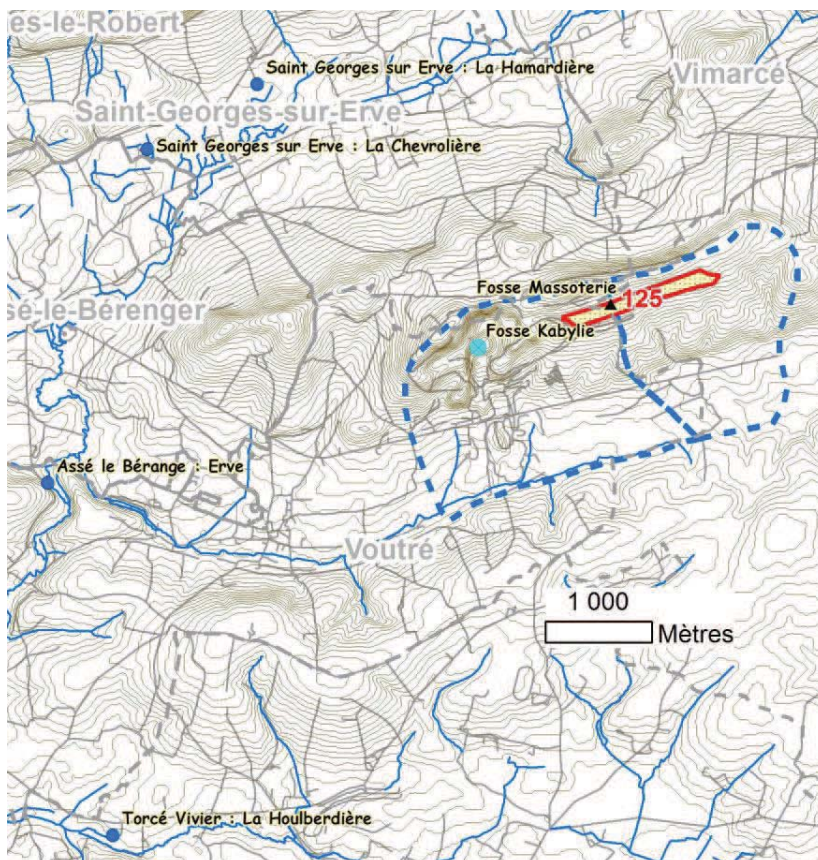 es-le-Robert
Saint Georges sur Erve : La Hamardière
Vimarcé
Saint-Georges-sur-Erve
Saint Georges sur Erve : La Chevrolière
Fosse Massoterie
125
se-le-Bérenger
Fosse Kabylie
Assé le Bérange : Erve
Voutré
1 000
Mètres
Torcé Vivier : La Houlberdière